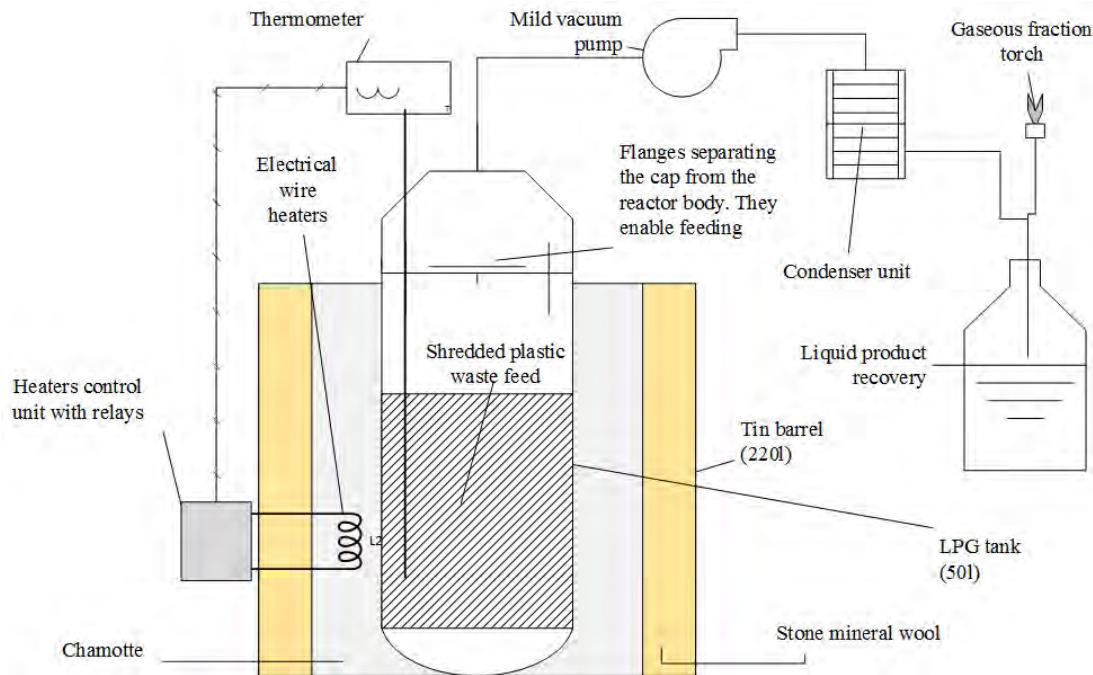 Thermometer
Mild vacuum
pump
Gaseous fraction
torch
T
Electrical
wire
heaters
Flanges separating
the cap from the
reactor body. They
enable feeding
Condenser unit
Shredded plastic
waste feed
Liquid product
recovery
Heaters control
unit with relays
Tin barrel
(220l)
L2
LPG tank
(50l)
Chamotte
Stone mineral wool